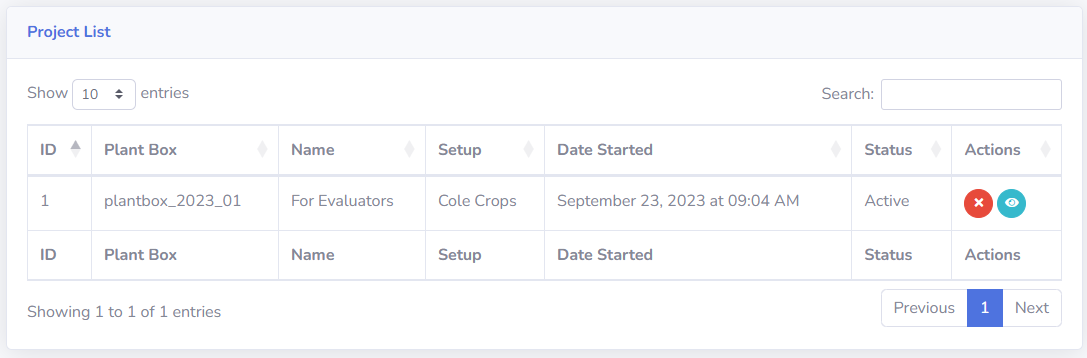 Project List
Show 10 entries Search:
ID Plant Box Name Setup Date Started Status Actions
1 plantbox_2023_01 For Evaluators Cole Crops September 23, 2023 at 09:04 AM Active
ID Plant Box Name Setup Date Started Status Actions
Showing 1 to 1 of 1 entries Previous 1 Next